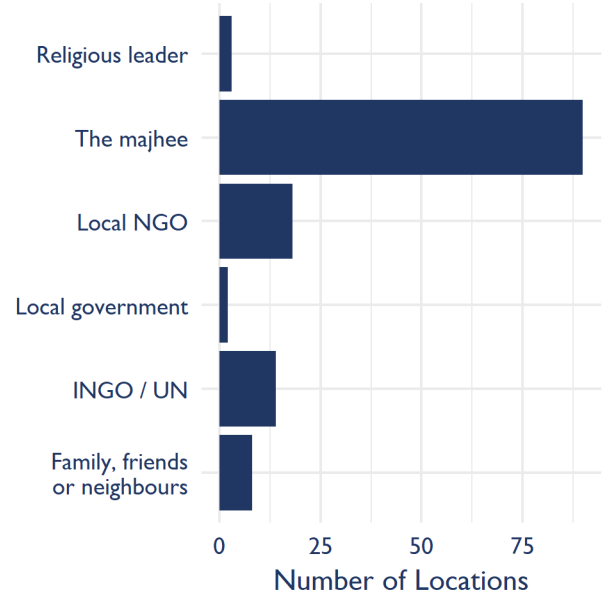 Religious leader
The majhee
Local NGO
Local government
INGO / UN
Family, friends
or neighbours
0 25 50 75
Number of Locations